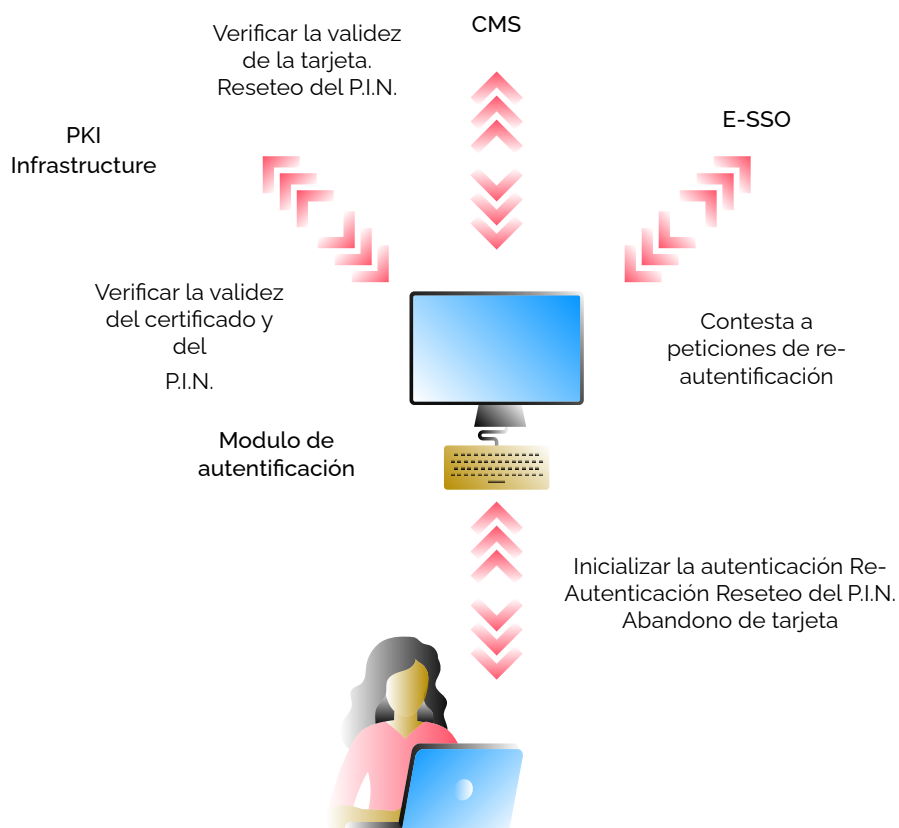 CMS
Verificar la validez
de la tarjeta.
Reseteo del P.I.N.
E-SSO
PKI
Infrastructure
Verificar la validez
del certificado y
del
P.I.N.
Contesta a
peticiones de re-
autentificación
Modulo de
autentificación
Inicializar la autenticación Re-
Autenticación Reseteo del P.I.N.
Abandono de tarjeta